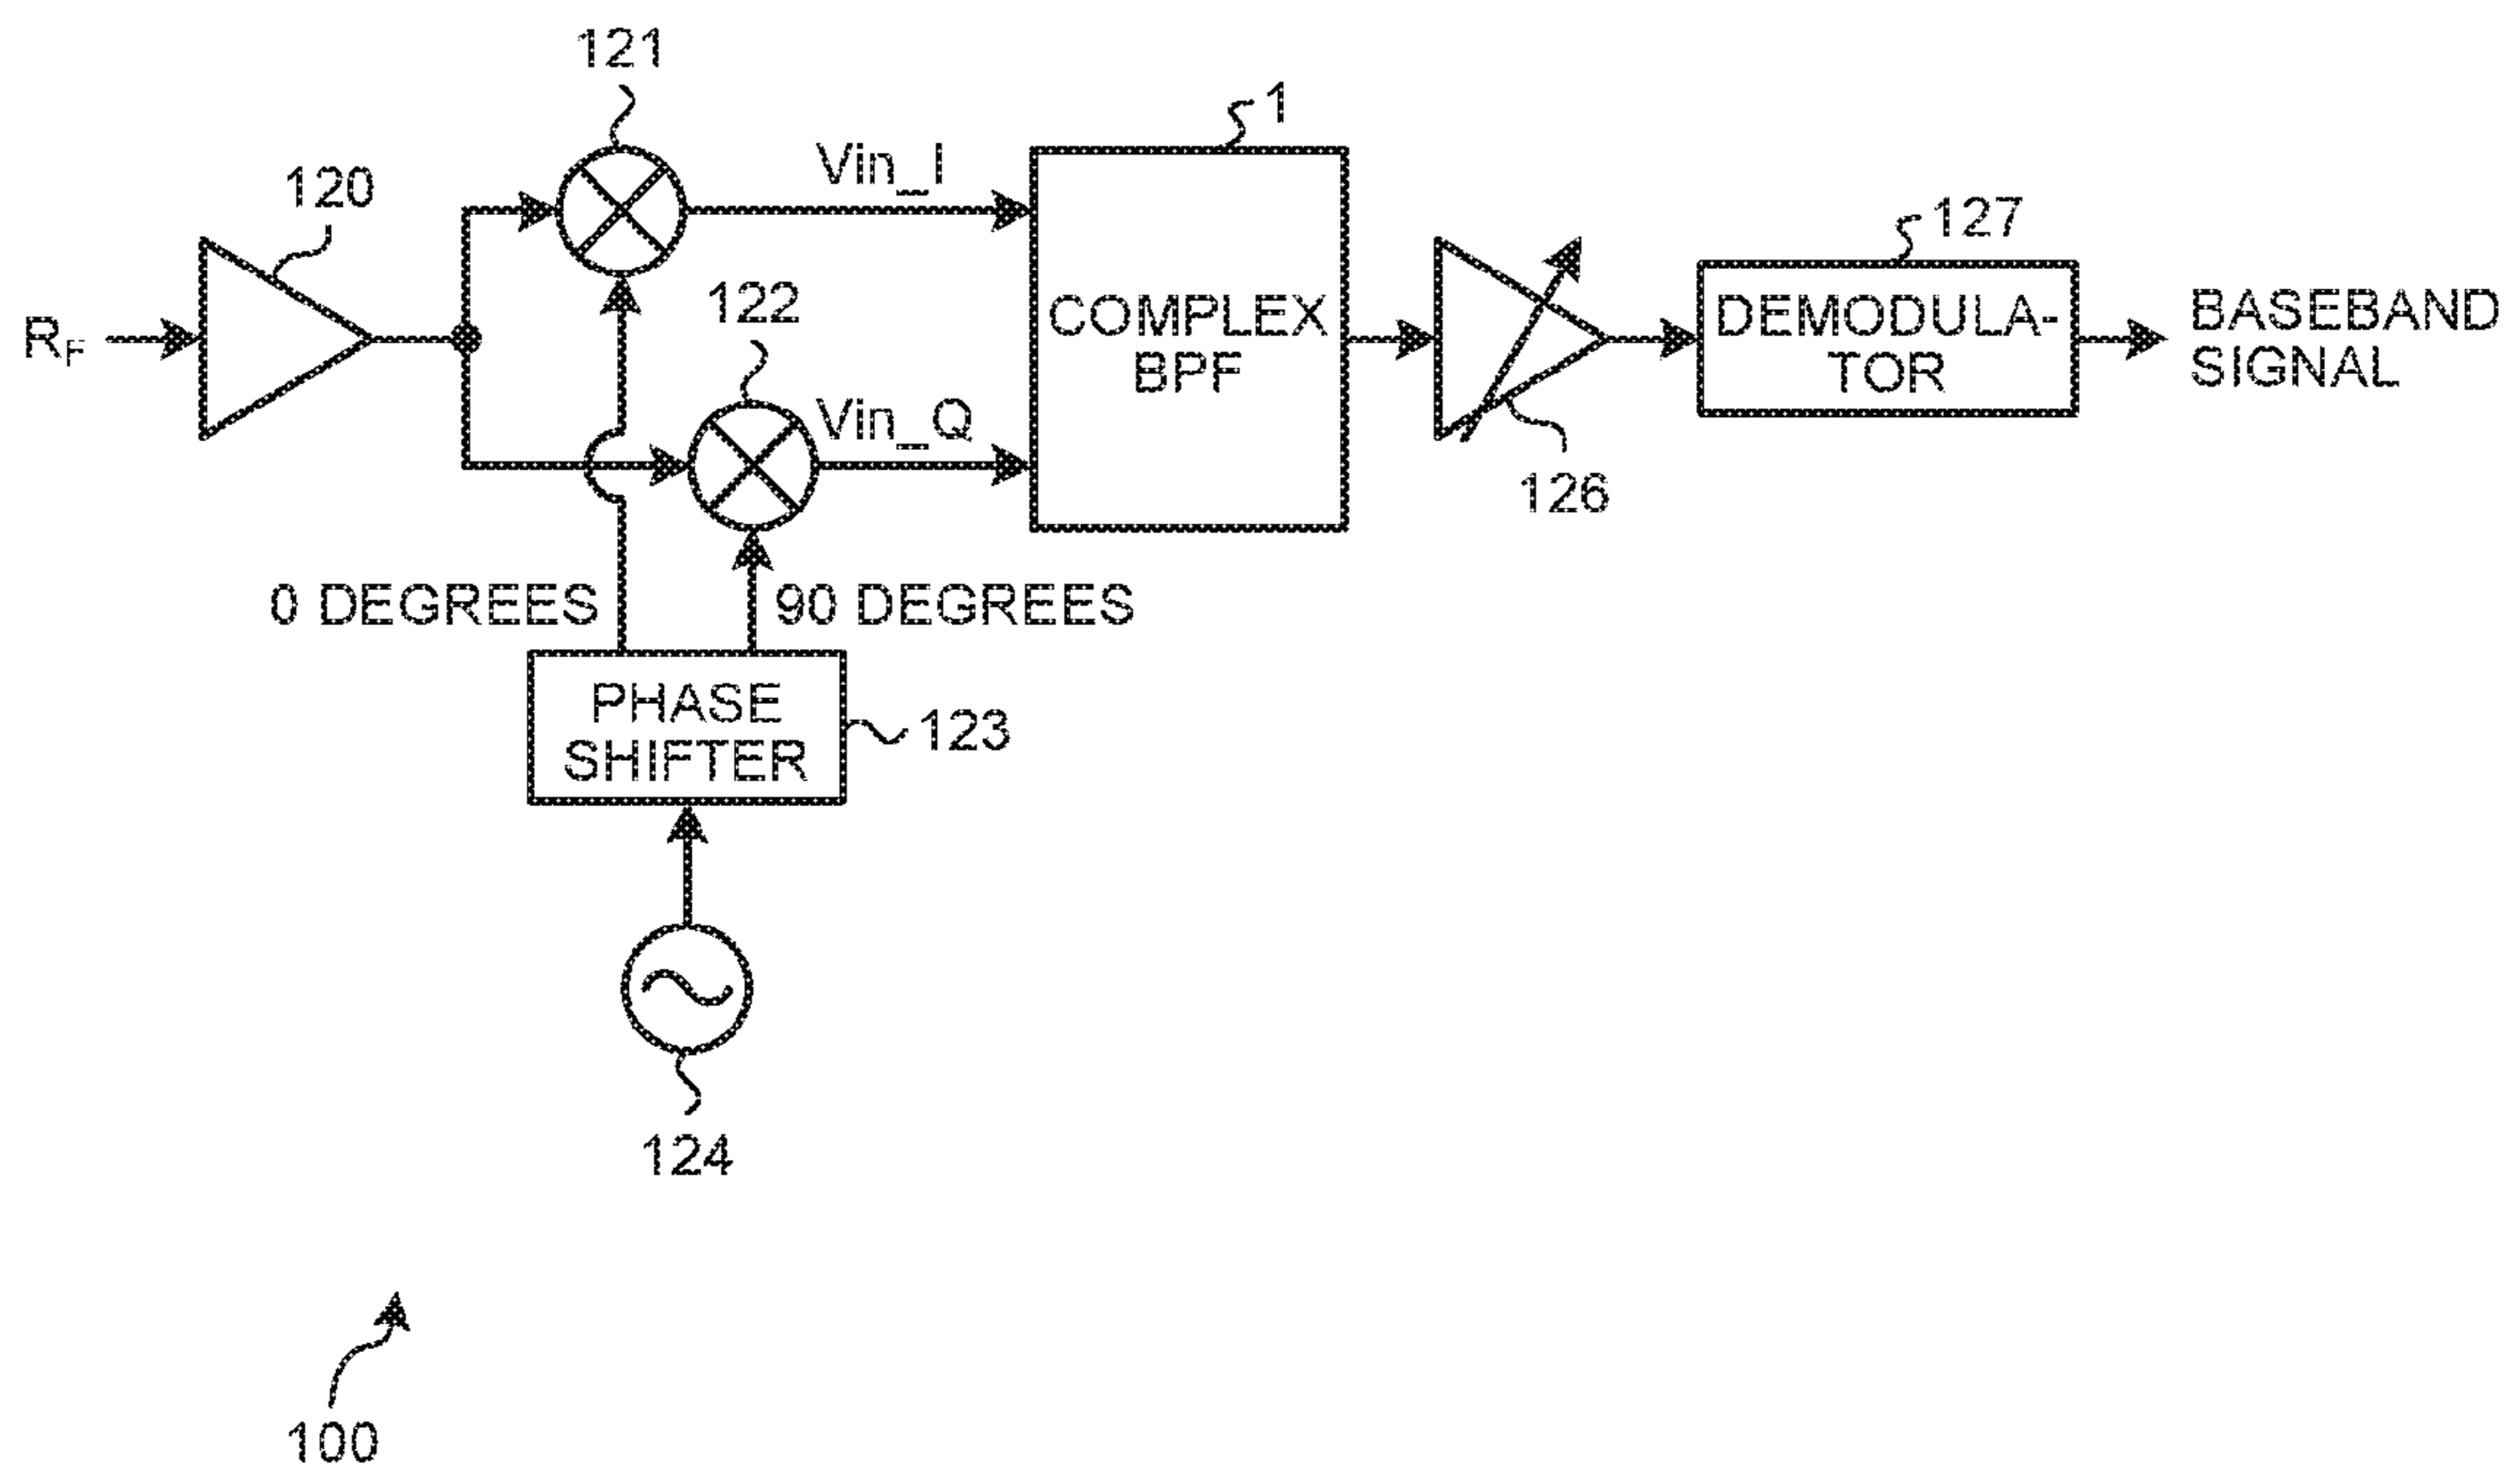 121
1
Vin_I
120
127
122
COMPLEX
BPF
DEMODULA-
TOR
BASEBAND
SIGNAL
RF
Vin_Q
126
0 DEGREES
90 DEGREES
PHASE
SHIFTER
123
124
100